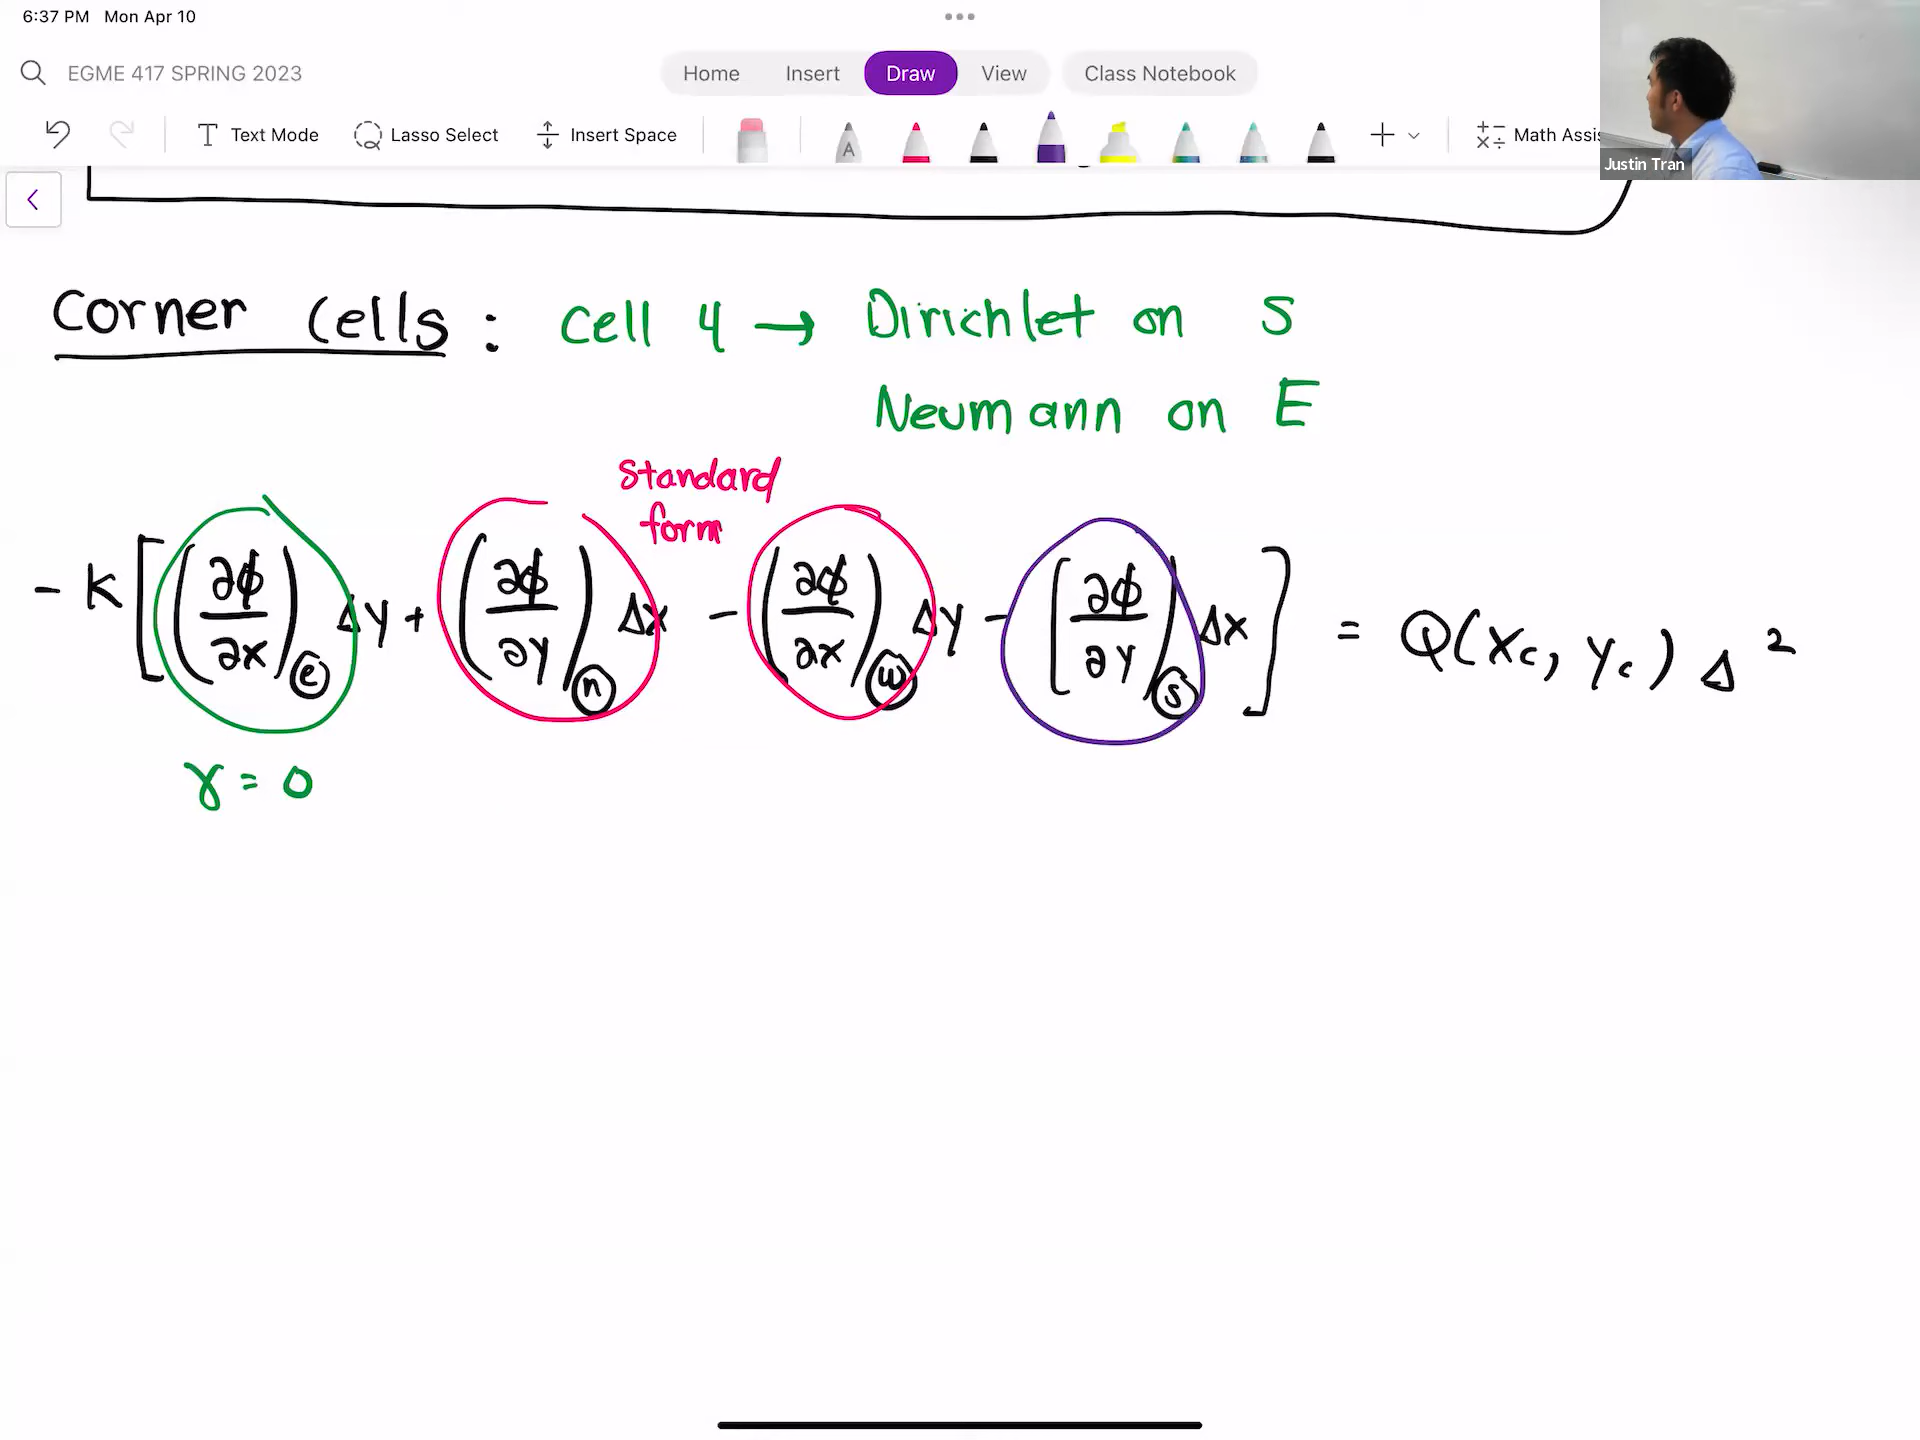 6:37 PM Mon Apr 10
EGME 417 SPRING 2023
Home Insert Draw View Class Notebook
Text Mode Lasso Select Insert Space A Math Assis
Justin Tran
Corner Cells: Cell 4 → Dirichlet on S
Neumann on E
Standard
form
- K [ (∂ϕ/∂x)e Δy + (∂ϕ/∂y)n Δx - (∂ϕ/∂x)w Δy - [∂ϕ/∂y)s Δx ] = Q(xc, yc) Δ²
γ = 0